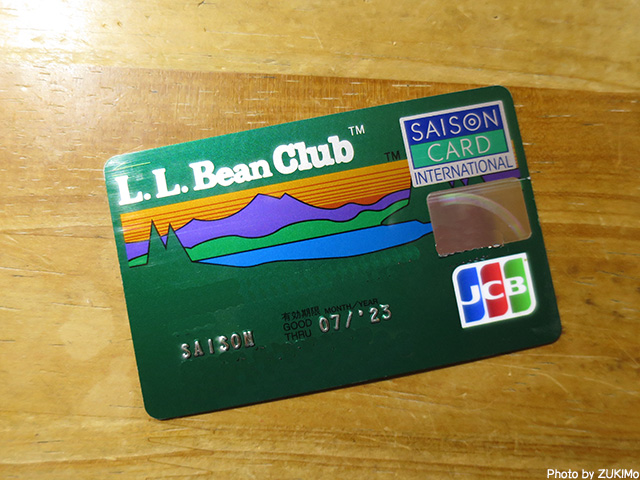 L.L.Bean Club™
™
SAISON
CARD
INTERNATIONAL
JCB
有効期限 MONTH/YEAR
GOOD
THRU 07/'23
SAISON
Photo by ZUKIMo